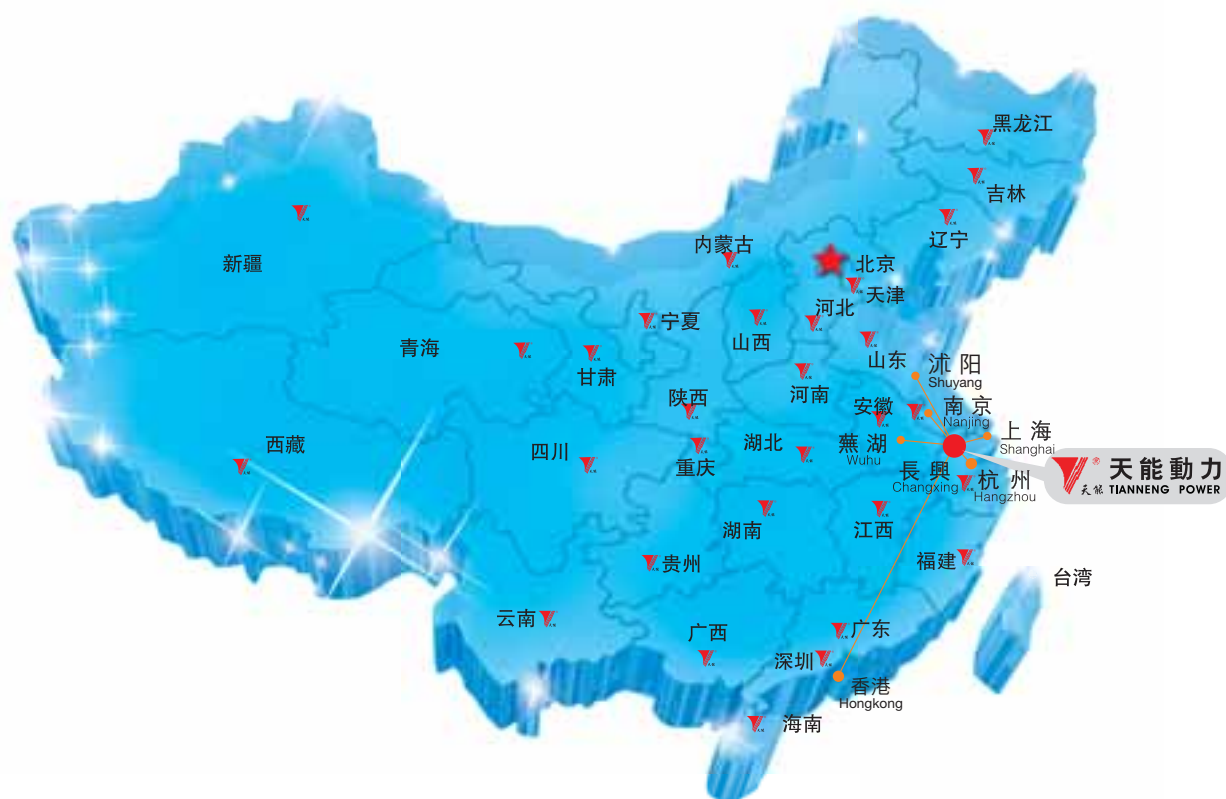 黑龙江
吉林
辽宁
内蒙古
北京
新疆
天津
河北
宁夏
山西
青海
山东
沭阳
Shuyang
甘肃
河南
陕西
安徽
南京
Nanjing
上海
Shanghai
西藏
四川
湖北
蕪湖
Wuhu
重庆
長興
Changxing
杭州
Hangzhou
®
天能
天能動力
TIANNENG POWER
湖南
江西
贵州
福建
台湾
云南
广西
广东
深圳
香港
Hongkong
海南